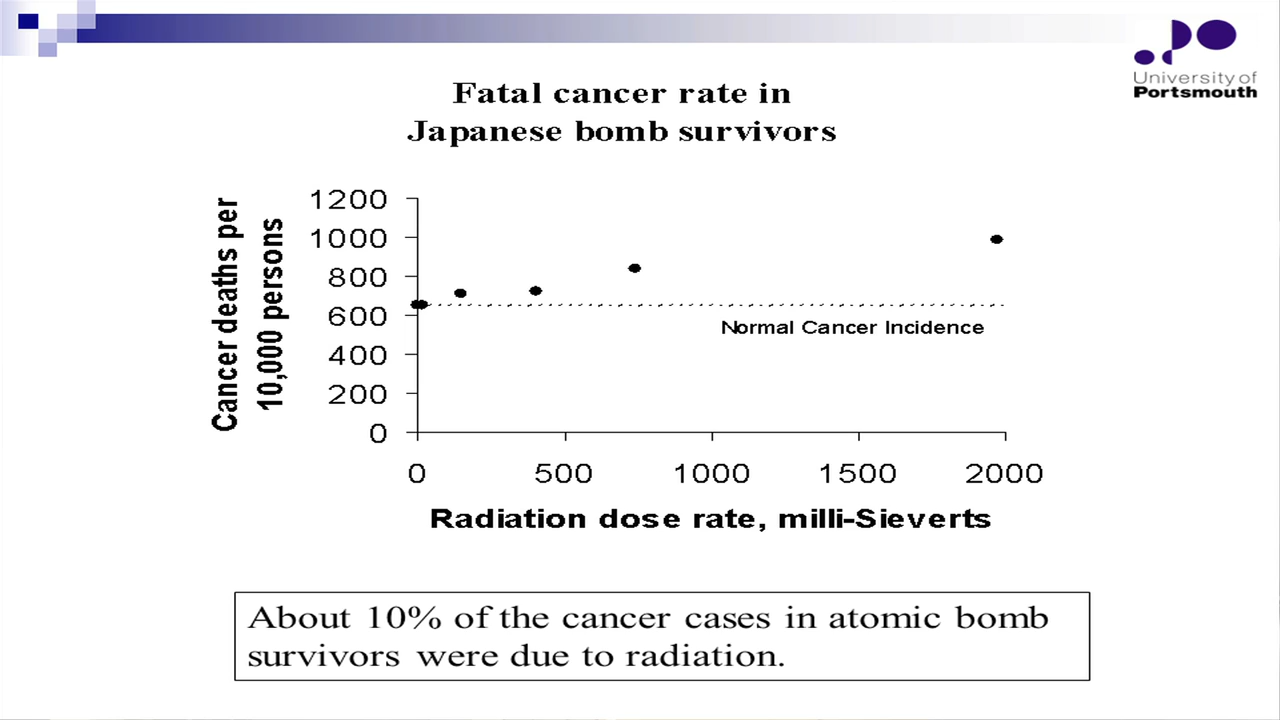 University of
Portsmouth
Fatal cancer rate in
Japanese bomb survivors
Cancer deaths per
10,000 persons
1200
1000
800
600
400
200
0
Normal Cancer Incidence
0 500 1000 1500 2000
Radiation dose rate, milli-Sieverts
About 10% of the cancer cases in atomic bomb
survivors were due to radiation.